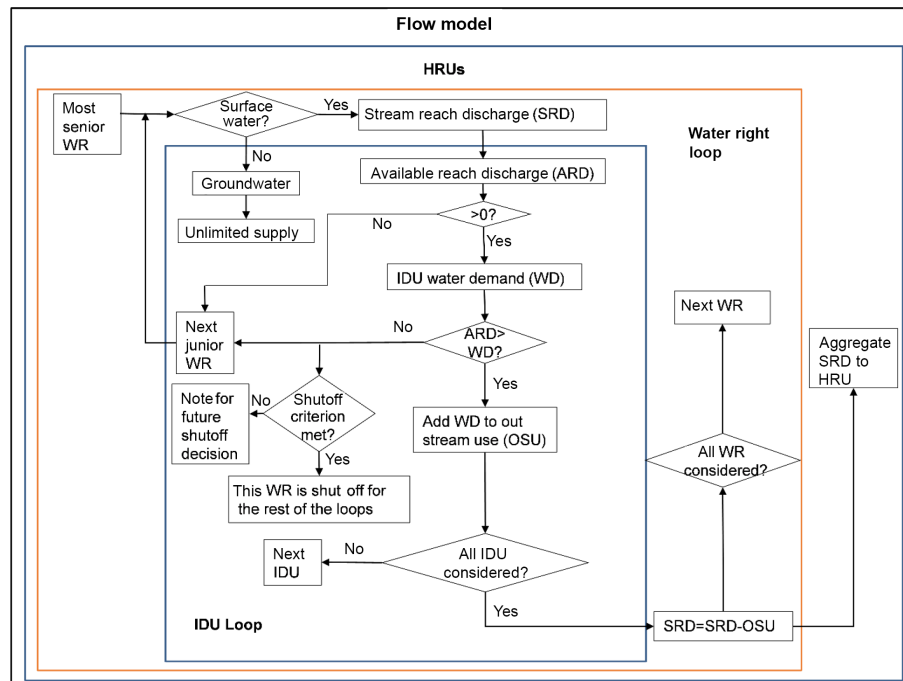 Flow model
HRUs
Most
senior
WR
Surface
water?
Yes
Stream reach discharge (SRD)
Water right
loop
No
Groundwater
Available reach discharge (ARD)
Unlimited supply
No
>0?
Yes
IDU water demand (WD)
Next WR
Next
junior
WR
No
ARD>
WD?
Aggregate
SRD to
HRU
Yes
Note for
future
shutoff
decision
No
Shutoff
criterion
met?
Add WD to out
stream use (OSU)
Yes
All WR
considered?
This WR is shut off for
the rest of the loops
Next
IDU
No
All IDU
considered?
Yes
IDU Loop
SRD=SRD-OSU